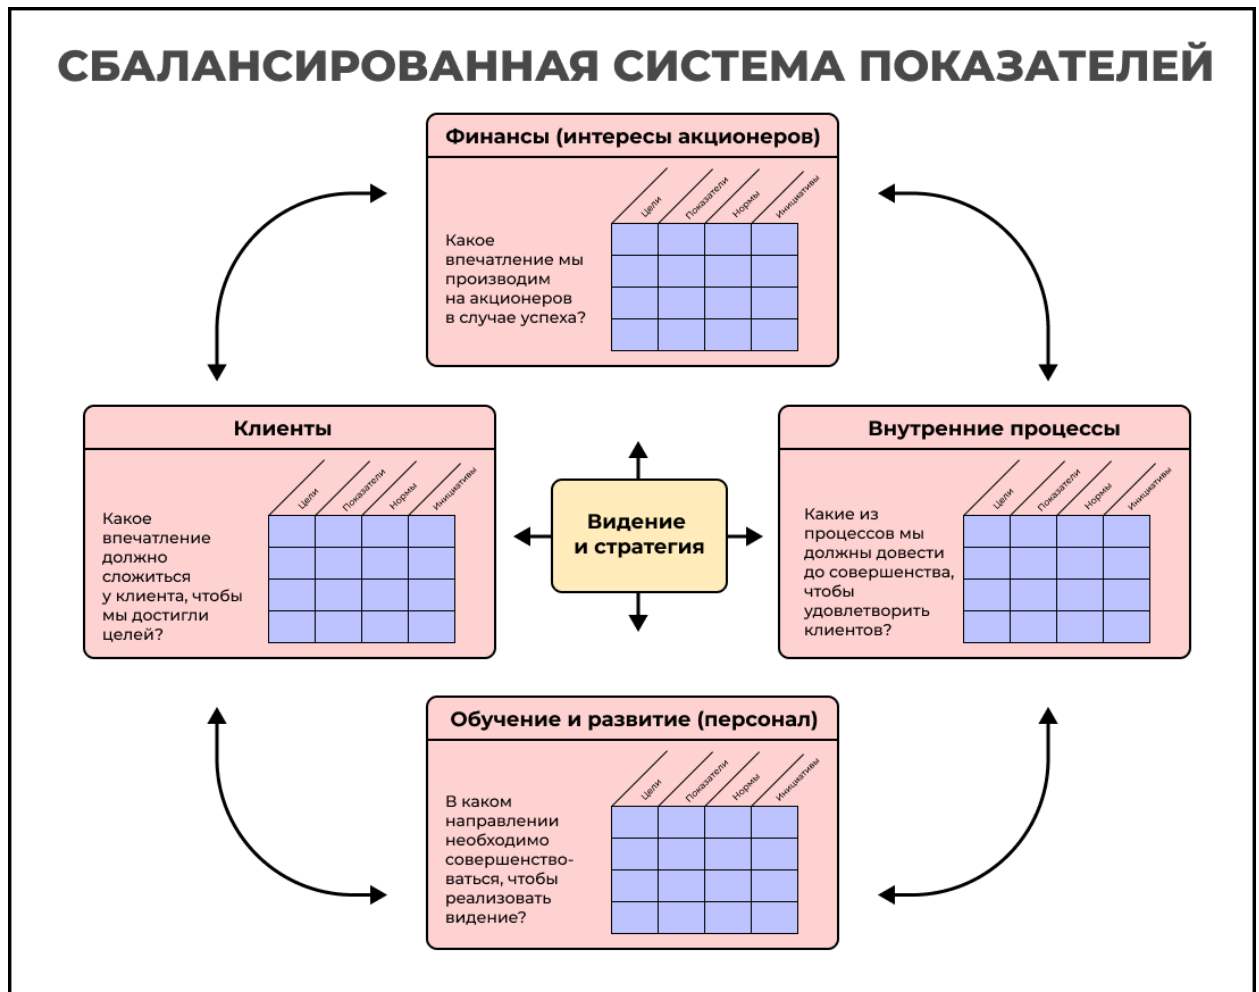 СБАЛАНСИРОВАННАЯ СИСТЕМА ПОКАЗАТЕЛЕЙ
Финансы (интересы акционеров)
Цели
Показатели
Нормы
Инициативы
Какое
впечатление мы
производим
на акционеров
в случае успеха?
Клиенты
Цели
Показатели
Нормы
Инициативы
Какое
впечатление
должно
сложиться
у клиента, чтобы
мы достигли
целей?
Видение
и стратегия
Внутренние процессы
Цели
Показатели
Нормы
Инициативы
Какие из
процессов мы
должны довести
до совершенства,
чтобы
удовлетворить
клиентов?
Обучение и развитие (персонал)
Цели
Показатели
Нормы
Инициативы
В каком
направлении
необходимо
совершенство-
ваться, чтобы
реализовать
видение?